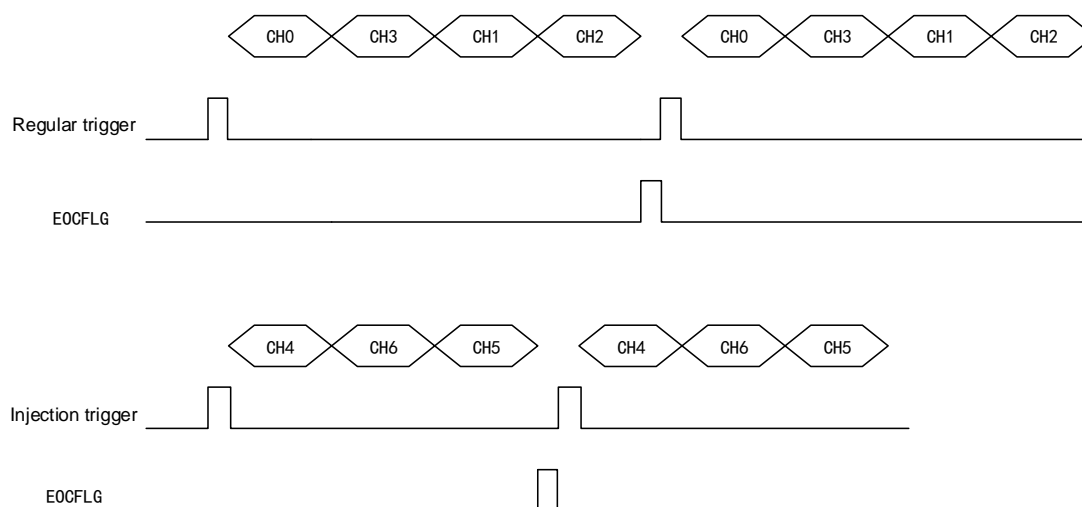 CH0 CH3 CH1 CH2 CH0 CH3 CH1 CH2
Regular trigger
EOCFLG
CH4 CH6 CH5 CH4 CH6 CH5
Injection trigger
EOCFLG